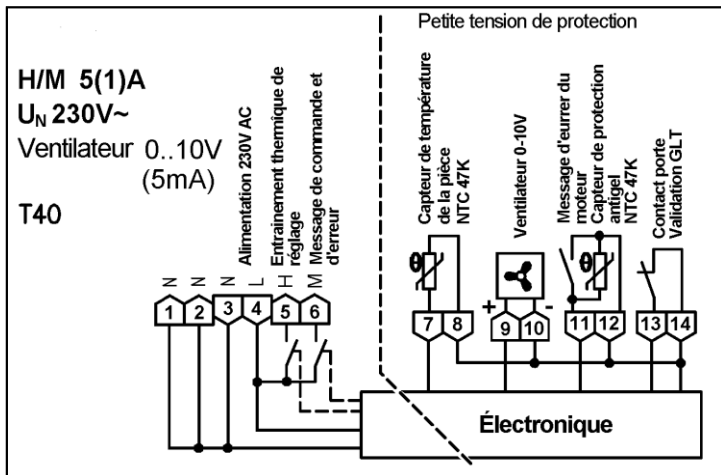 Petite tension de protection
H/M 5(1)A
UN 230V~
Ventilateur 0..10V
(5mA)
T40
Alimentation 230V AC
Entrainement thermique de
réglage
Message de commande et
d'erreur
Capteur de température
de la pièce
NTC 47K
Ventilateur 0-10V
Message d'eurrer du
moteur
Capteur de protection
antigel
NTC 47K
Contact porte
Validation GLT
N N N L H M
θ
θ
+ -
1 2 3 4 5 6
7 8 9 10 11 12 13 14
Électronique